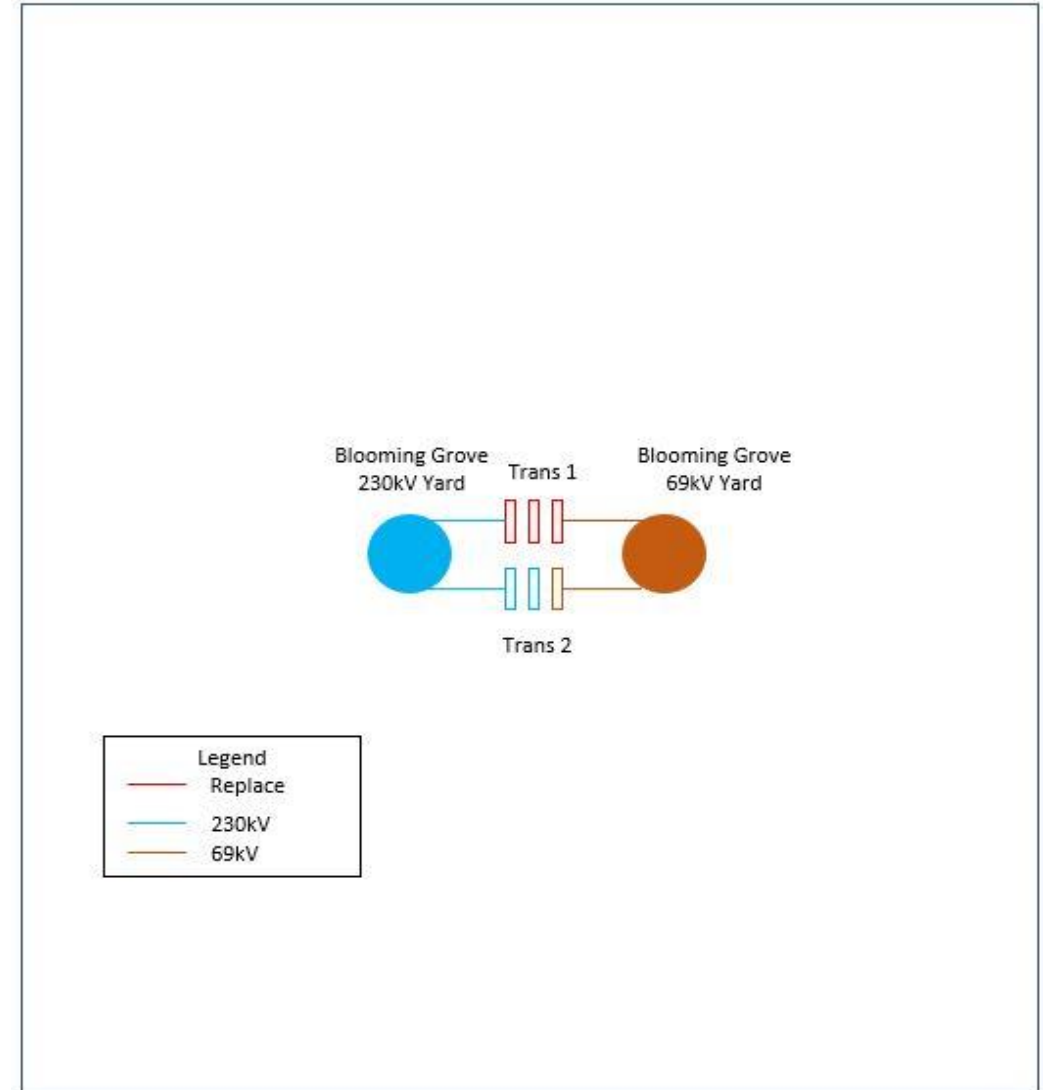 Blooming Grove
230kV Yard
Trans 1
Blooming Grove
69kV Yard
Trans 2
Legend
Replace
230kV
69kV